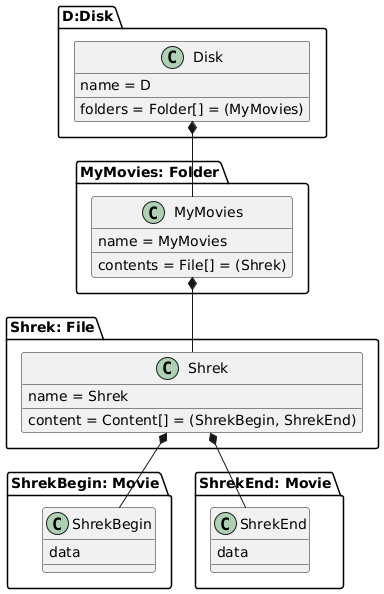 D:Disk
C Disk
name = D
folders = Folder[] = (MyMovies)
MyMovies: Folder
C MyMovies
name = MyMovies
contents = File[] = (Shrek)
Shrek: File
C Shrek
name = Shrek
content = Content[] = (ShrekBegin, ShrekEnd)
ShrekBegin: Movie
C ShrekBegin
data
ShrekEnd: Movie
C ShrekEnd
data